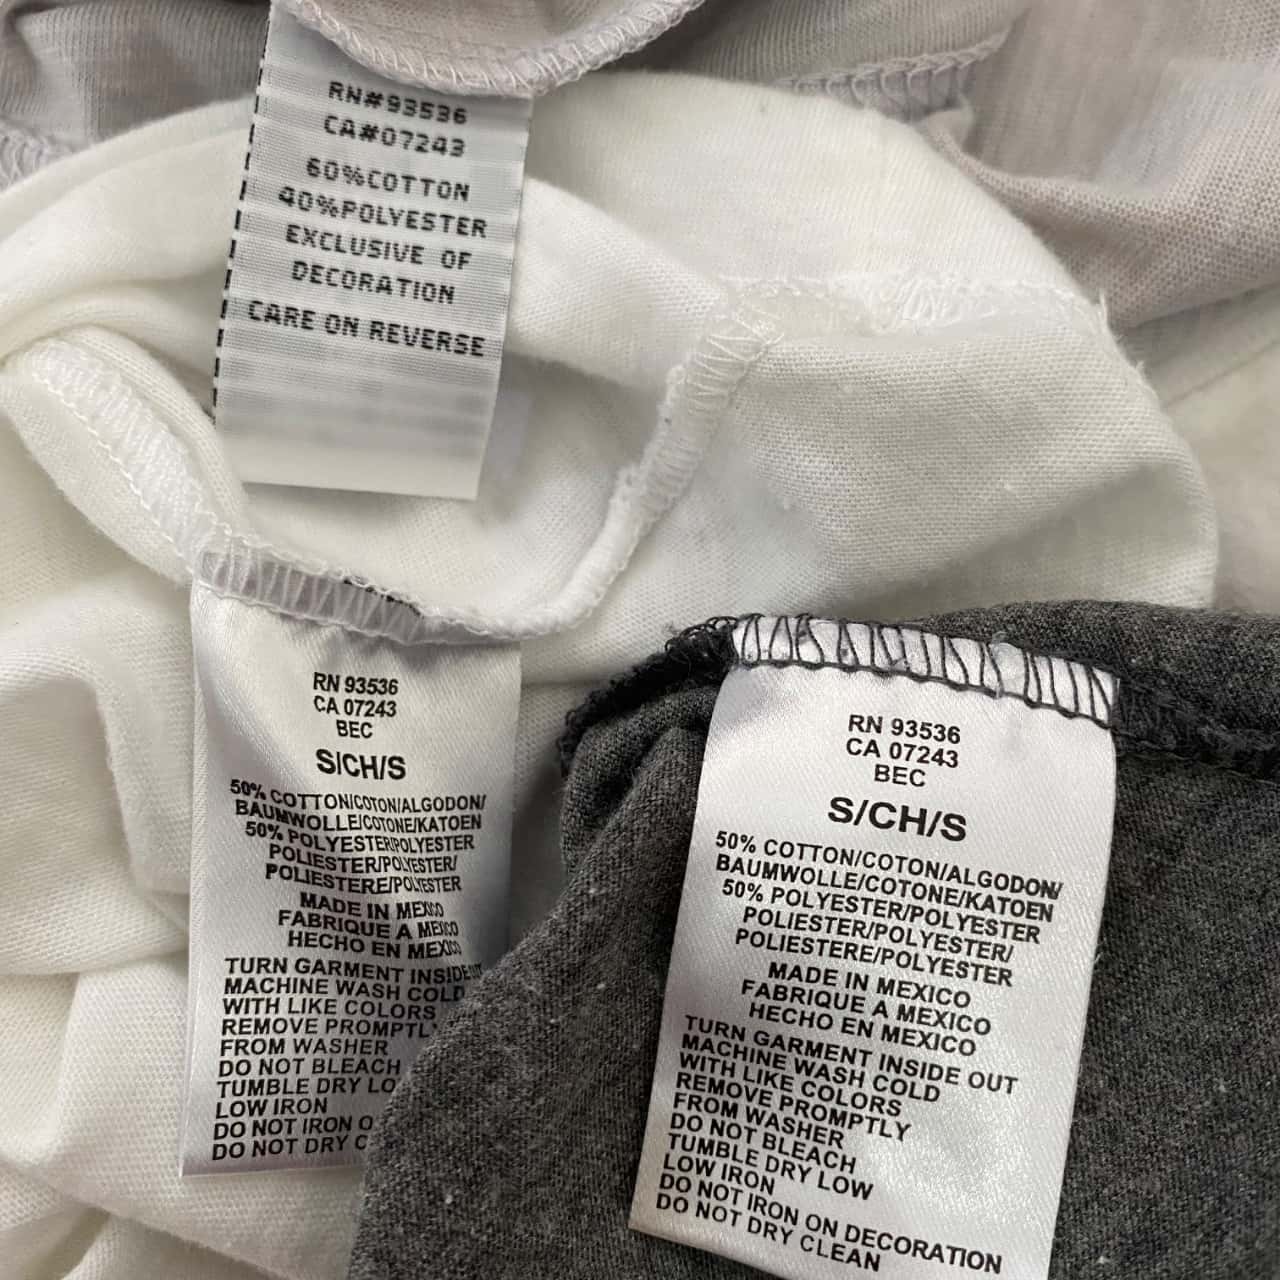 RN#93536
CA#07243
60%COTTON
40%POLYESTER
EXCLUSIVE OF
DECORATION
CARE ON REVERSE
RN 93536
CA 07243
BEC
S/CH/S
50% COTTON/COTON/ALGODON/
BAUMWOLLE/COTONE/KATOEN
50% POLYESTER/POLYESTER
POLIESTER/POLYESTER/
POLIESTERE/POLYESTER
MADE IN MEXICO
FABRIQUE A MEXICO
HECHO EN MEXICO
TURN GARMENT INSIDE OUT
MACHINE WASH COLD
WITH LIKE COLORS
REMOVE PROMPTLY
FROM WASHER
DO NOT BLEACH
TUMBLE DRY LO
LOW IRON
DO NOT IRON O
DO NOT DRY C
RN 93536
CA 07243
BEC
S/CH/S
50% COTTON/COTON/ALGODON/
BAUMWOLLE/COTONE/KATOEN
50% POLYESTER/POLYESTER
POLIESTER/POLYESTER/
POLIESTERE/POLYESTER
MADE IN MEXICO
FABRIQUE A MEXICO
HECHO EN MEXICO
TURN GARMENT INSIDE OUT
MACHINE WASH COLD
WITH LIKE COLORS
REMOVE PROMPTLY
FROM WASHER
DO NOT BLEACH
TUMBLE DRY LOW
LOW IRON
DO NOT IRON ON DECORATION
DO NOT DRY CLEAN